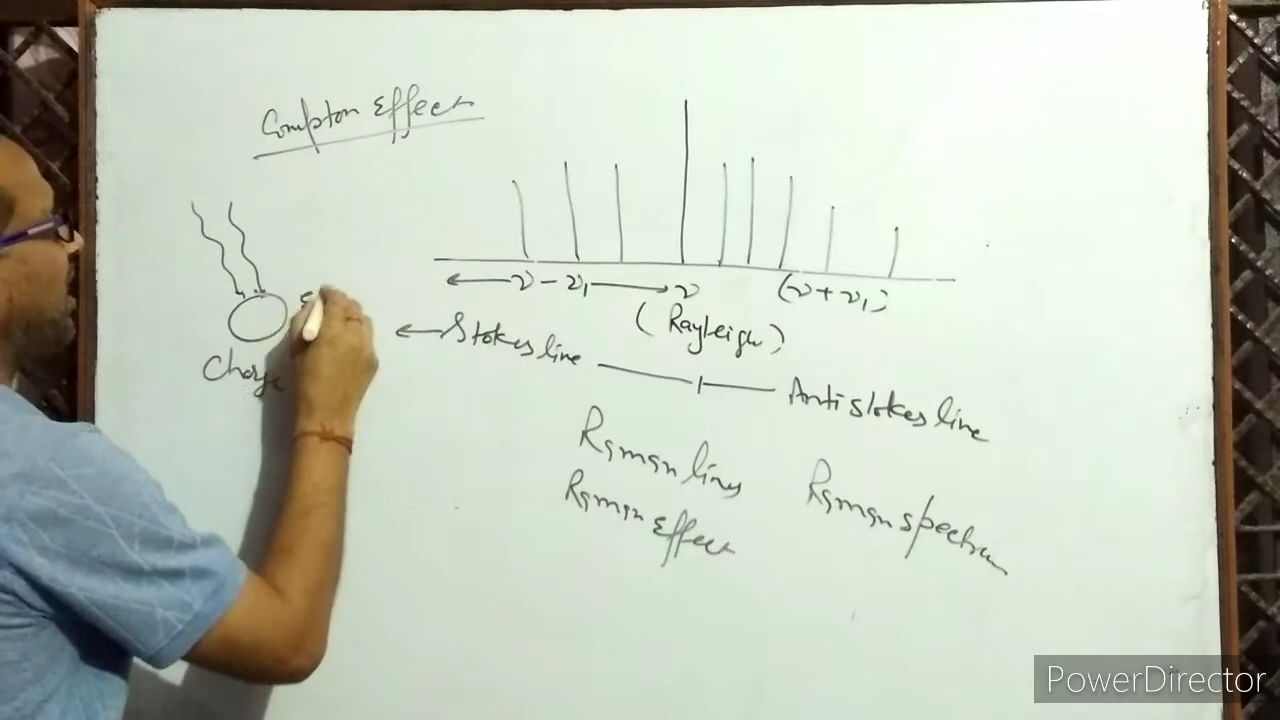 Compton Effect
ν - ν₁
ν
(ν + ν₁)
(Rayleigh)
Stokes line
Antistokes line
Charge
Raman lines
Raman spectrum
Raman effect
PowerDirector